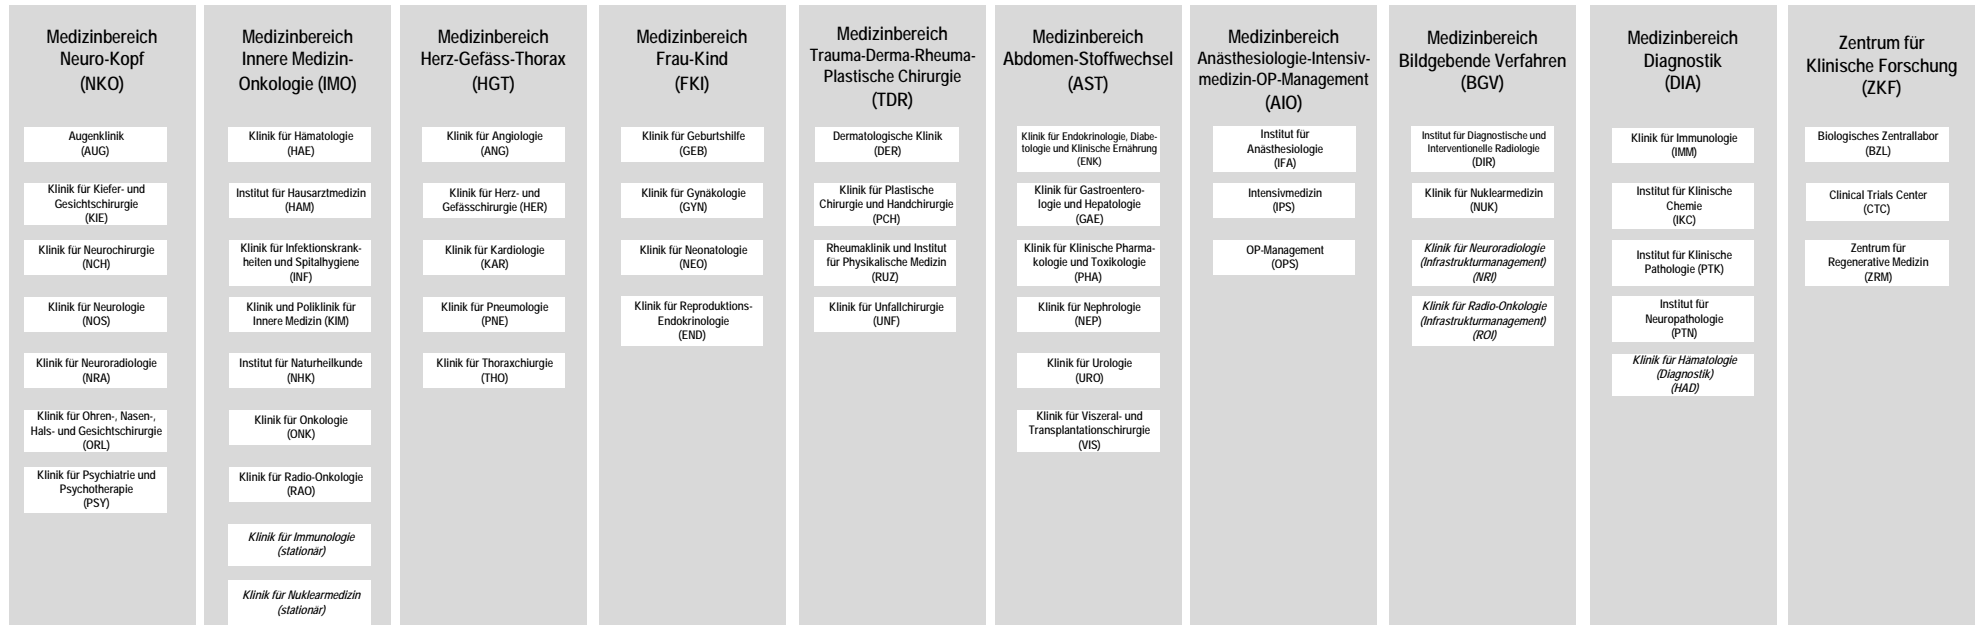 Medizinbereich
Neuro-Kopf
(NKO)
Augenklinik
(AUG)
Klinik für Kiefer- und
Gesichtschirurgie
(KIE)
Klinik für Neurochirurgie
(NCH)
Klinik für Neurologie
(NOS)
Klinik für Neuroradiologie
(NRA)
Klinik für Ohren-, Nasen-,
Hals- und Gesichtschirurgie
(ORL)
Klinik für Psychiatrie und
Psychotherapie
(PSY)
Medizinbereich
Innere Medizin-
Onkologie (IMO)
Klinik für Hämatologie
(HAE)
Institut für Hausarztmedizin
(HAM)
Klinik für Infektionskrank-
heiten und Spitalhygiene
(INF)
Klinik und Poliklinik für
Innere Medizin (KIM)
Institut für Naturheilkunde
(NHK)
Klinik für Onkologie
(ONK)
Klinik für Radio-Onkologie
(RAO)
Klinik für Immunologie
(stationär)
Klinik für Nuklearmedizin
(stationär)
Medizinbereich
Herz-Gefäss-Thorax
(HGT)
Klinik für Angiologie
(ANG)
Klinik für Herz- und
Gefässchirurgie (HER)
Klinik für Kardiologie
(KAR)
Klinik für Pneumologie
(PNE)
Klinik für Thoraxchiurgie
(THO)
Medizinbereich
Frau-Kind
(FKI)
Klinik für Geburtshilfe
(GEB)
Klinik für Gynäkologie
(GYN)
Klinik für Neonatologie
(NEO)
Klinik für Reproduktions-
Endokrinologie
(END)
Medizinbereich
Trauma-Derma-Rheuma-
Plastische Chirurgie
(TDR)
Dermatologische Klinik
(DER)
Klinik für Plastische
Chirurgie und Handchirurgie
(PCH)
Rheumaklinik und Institut
für Physikalische Medizin
(RUZ)
Klinik für Unfallchirurgie
(UNF)
Medizinbereich
Abdomen-Stoffwechsel
(AST)
Klinik für Endokrinologie, Diabe-
tologie und Klinische Ernährung
(ENK)
Klinik für Gastroentero-
logie und Hepatologie
(GAE)
Klinik für Klinische Pharma-
kologie und Toxikologie
(PHA)
Klinik für Nephrologie
(NEP)
Klinik für Urologie
(URO)
Klinik für Viszeral- und
Transplantationschirurgie
(VIS)
Medizinbereich
Anästhesiologie-Intensiv-
medizin-OP-Management
(AIO)
Institut für
Anästhesiologie
(IFA)
Intensivmedizin
(IPS)
OP-Management
(OPS)
Medizinbereich
Bildgebende Verfahren
(BGV)
Institut für Diagnostische und
Interventionelle Radiologie
(DIR)
Klinik für Nuklearmedizin
(NUK)
Klinik für Neuroradiologie
(Infrastrukturmanagement)
(NRI)
Klinik für Radio-Onkologie
(Infrastrukturmanagement)
(ROI)
Medizinbereich
Diagnostik
(DIA)
Klinik für Immunologie
(IMM)
Institut für Klinische
Chemie
(IKC)
Institut für Klinische
Pathologie (PTK)
Institut für
Neuropathologie
(PTN)
Klinik für Hämatologie
(Diagnostik)
(HAD)
Zentrum für
Klinische Forschung
(ZKF)
Biologisches Zentrallabor
(BZL)
Clinical Trials Center
(CTC)
Zentrum für
Regenerative Medizin
(ZRM)